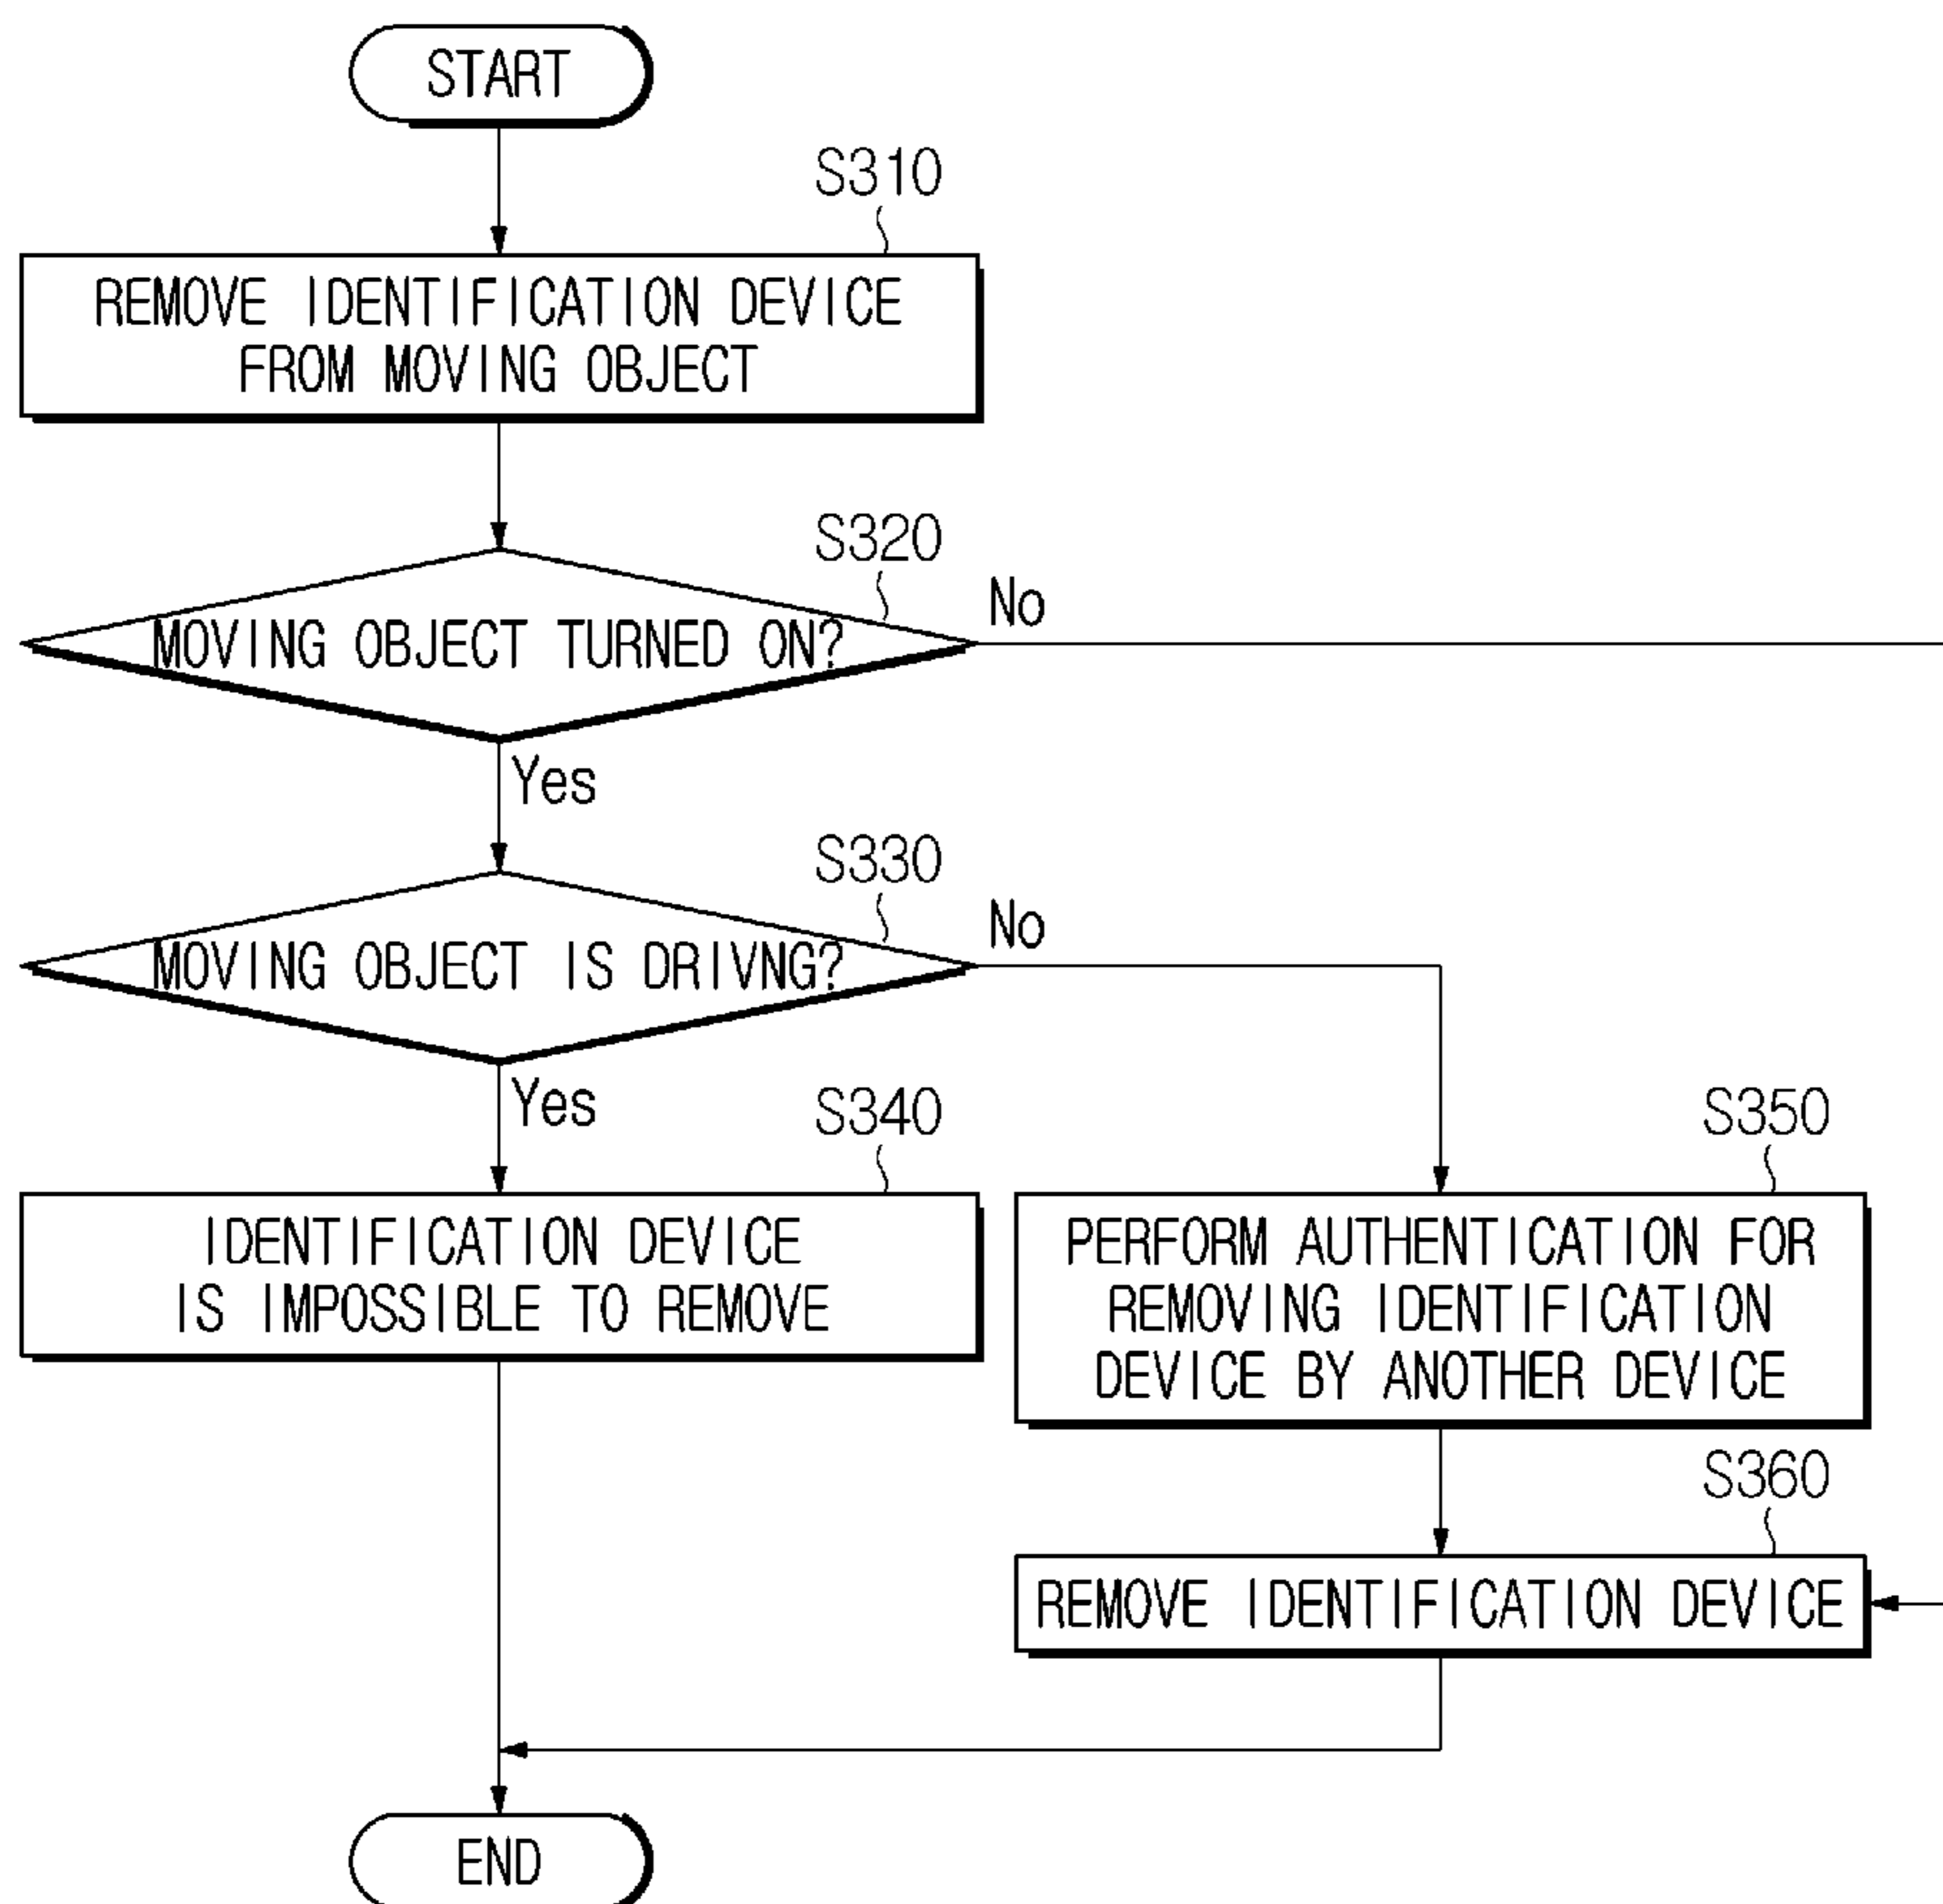 START
S310
REMOVE IDENTIFICATION DEVICE
FROM MOVING OBJECT
S320
MOVING OBJECT TURNED ON?
No
Yes
S330
MOVING OBJECT IS DRIVNG?
No
Yes
S340
IDENTIFICATION DEVICE
IS IMPOSSIBLE TO REMOVE
S350
PERFORM AUTHENTICATION FOR
REMOVING IDENTIFICATION
DEVICE BY ANOTHER DEVICE
S360
REMOVE IDENTIFICATION DEVICE
END